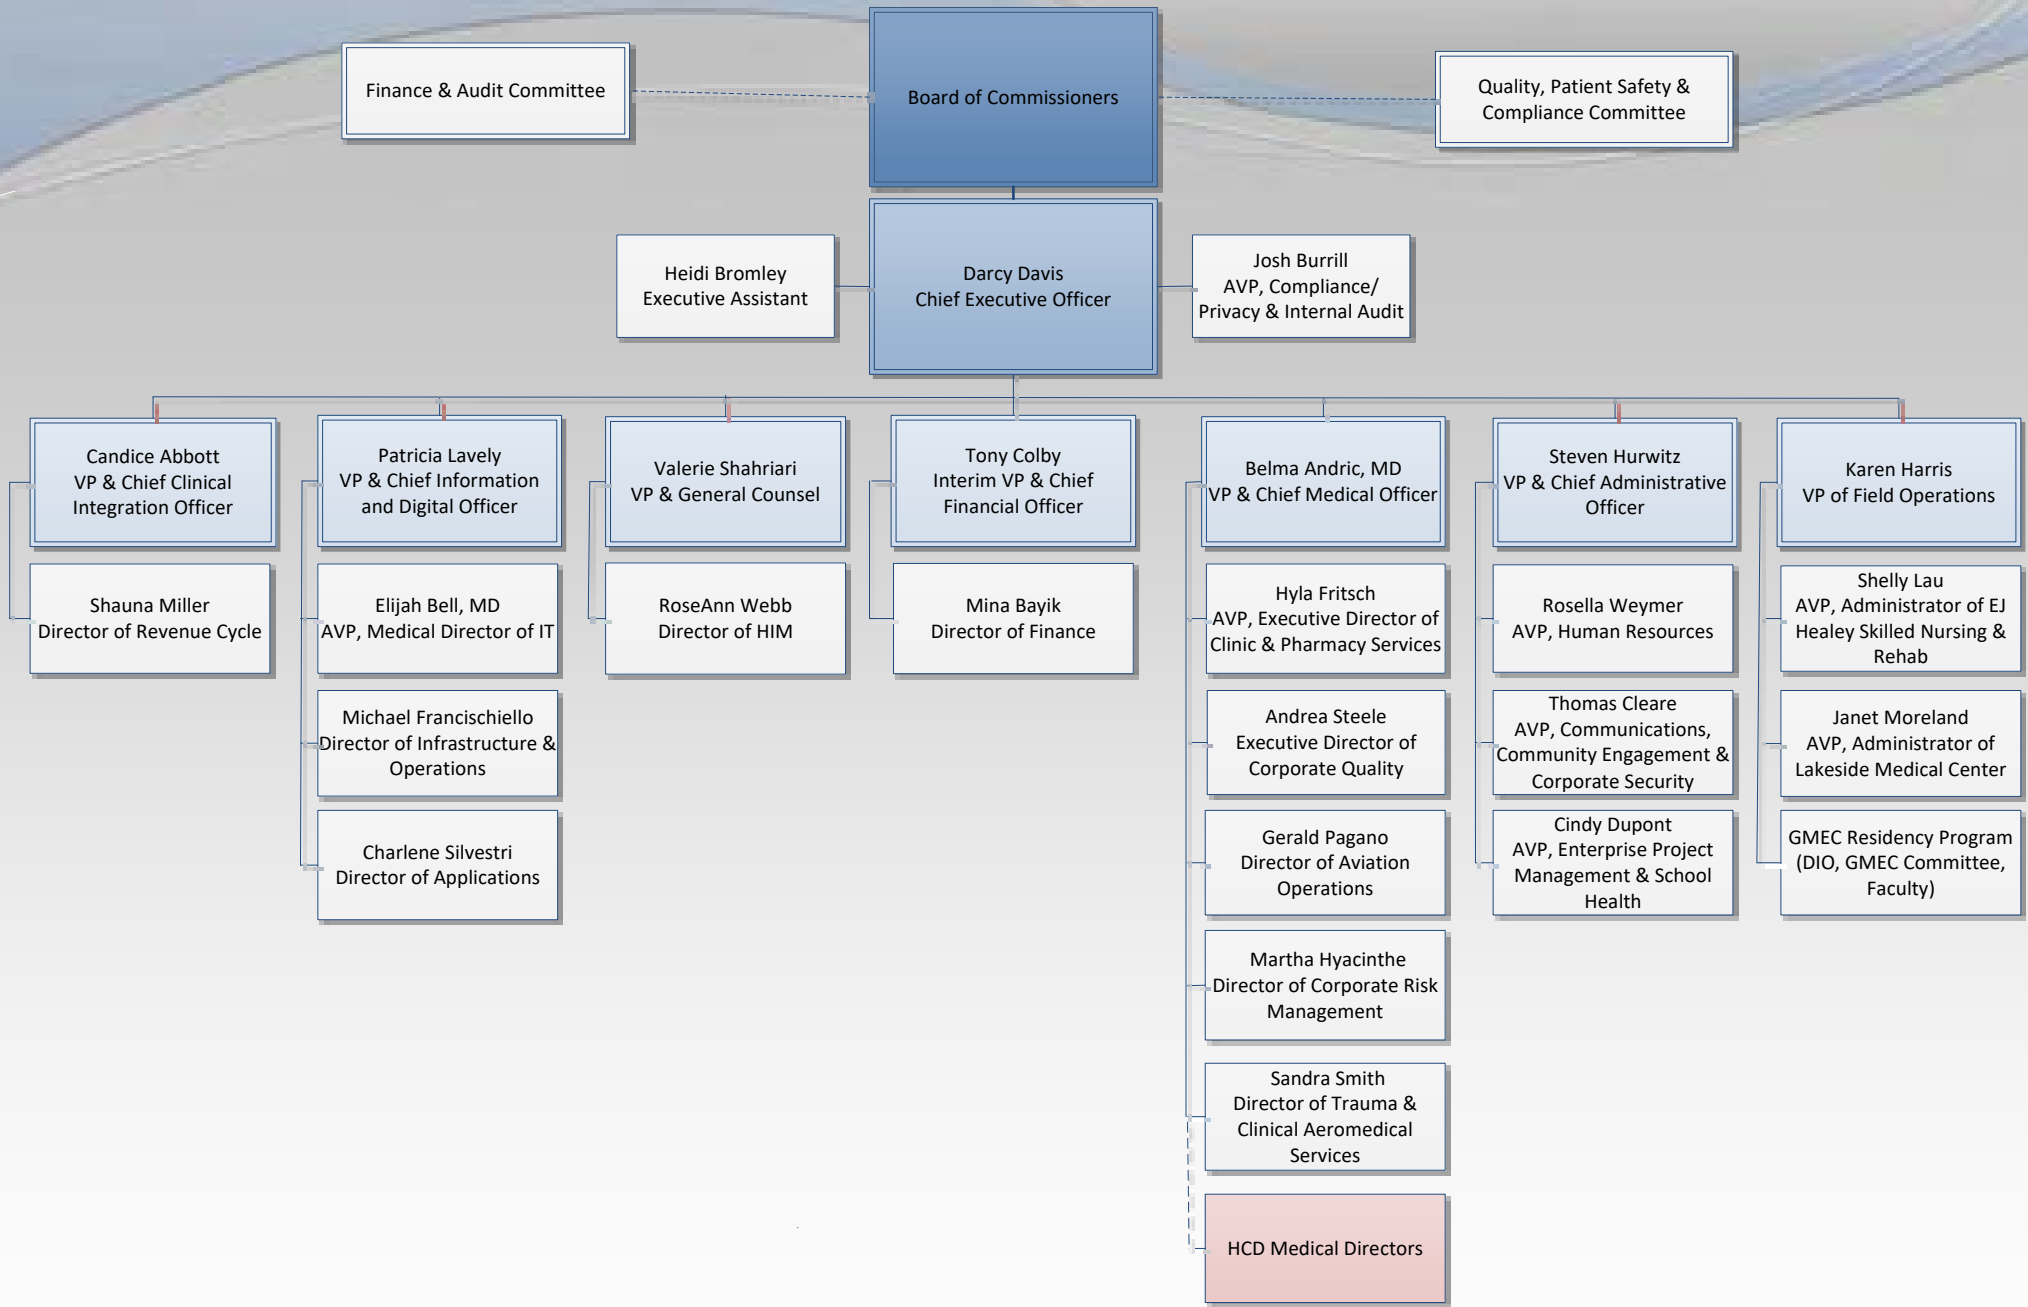 Finance & Audit Committee
Board of Commissioners
Quality, Patient Safety &
Compliance Committee
Heidi Bromley
Executive Assistant
Darcy Davis
Chief Executive Officer
Josh Burrill
AVP, Compliance/
Privacy & Internal Audit
Candice Abbott
VP & Chief Clinical
Integration Officer
Patricia Lavely
VP & Chief Information
and Digital Officer
Valerie Shahriari
VP & General Counsel
Tony Colby
Interim VP & Chief
Financial Officer
Belma Andric, MD
VP & Chief Medical Officer
Steven Hurwitz
VP & Chief Administrative
Officer
Karen Harris
VP of Field Operations
Shauna Miller
Director of Revenue Cycle
Elijah Bell, MD
AVP, Medical Director of IT
RoseAnn Webb
Director of HIM
Mina Bayik
Director of Finance
Hyla Fritsch
AVP, Executive Director of
Clinic & Pharmacy Services
Rosella Weymer
AVP, Human Resources
Shelly Lau
AVP, Administrator of EJ
Healey Skilled Nursing &
Rehab
Michael Francischiello
Director of Infrastructure &
Operations
Andrea Steele
Executive Director of
Corporate Quality
Thomas Cleare
AVP, Communications,
Community Engagement &
Corporate Security
Janet Moreland
AVP, Administrator of
Lakeside Medical Center
Charlene Silvestri
Director of Applications
Gerald Pagano
Director of Aviation
Operations
Cindy Dupont
AVP, Enterprise Project
Management & School
Health
GMEC Residency Program
(DIO, GMEC Committee,
Faculty)
Martha Hyacinthe
Director of Corporate Risk
Management
Sandra Smith
Director of Trauma &
Clinical Aeromedical
Services
HCD Medical Directors